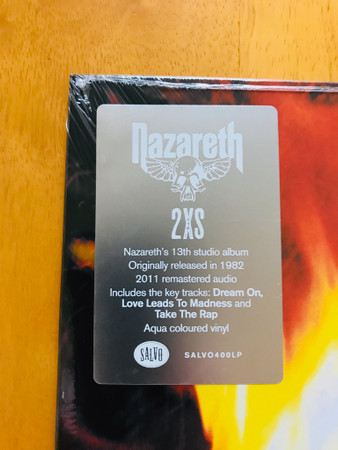 Nazareth
2XS
Nazareth's 13th studio album
Originally released in 1982
2011 remastered audio
Includes the key tracks: Dream On,
Love Leads To Madness and
Take The Rap
Aqua coloured vinyl
SALVO SALVO400LP